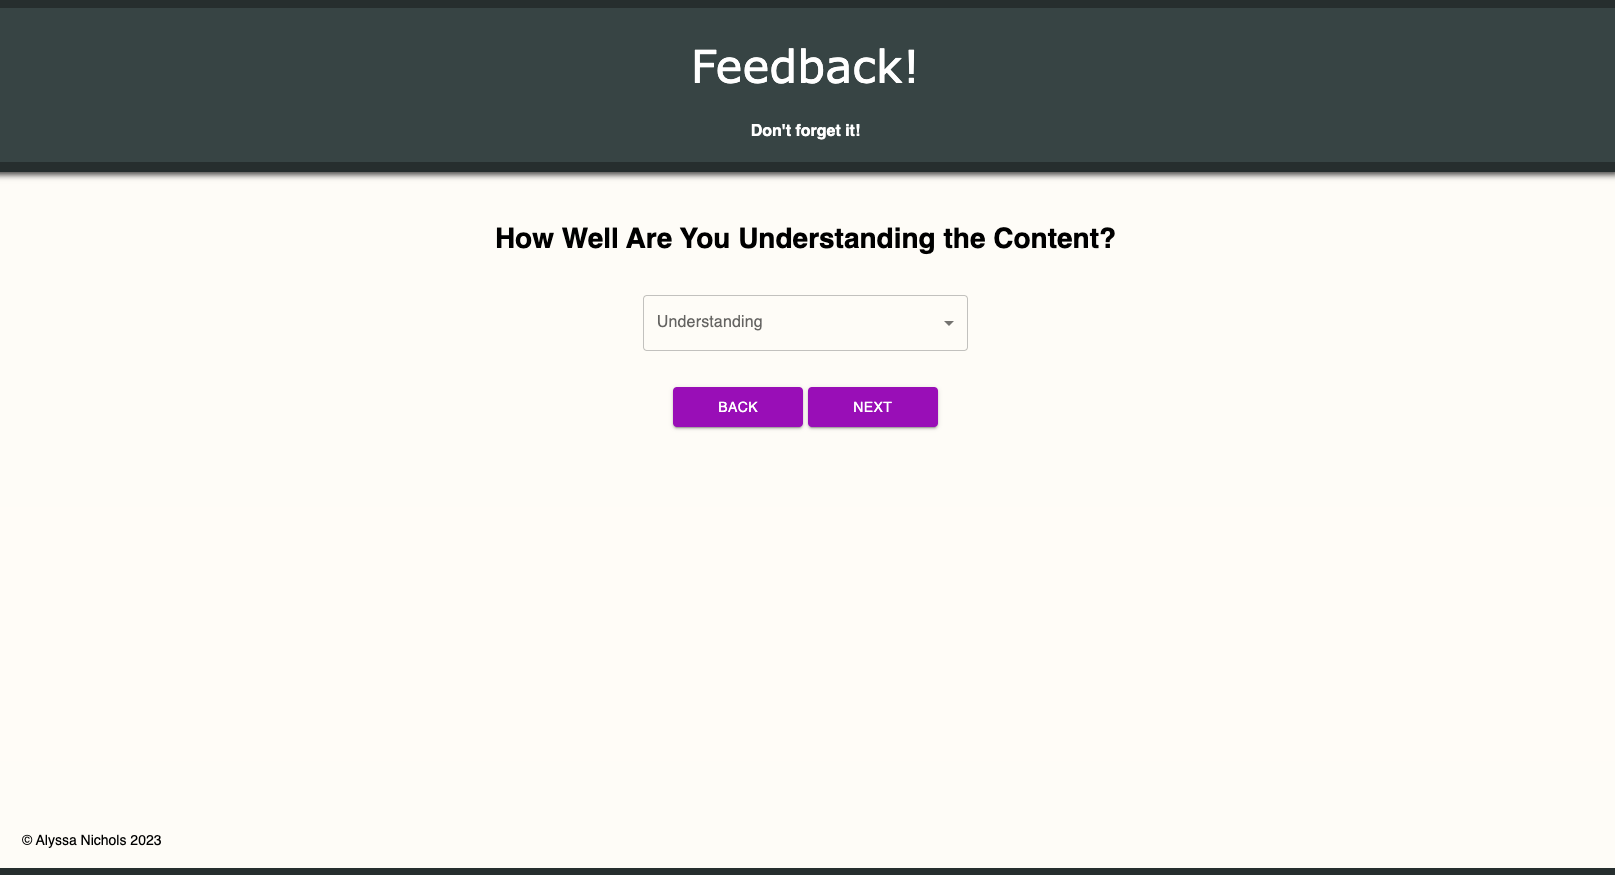 Feedback!
Don't forget it!
How Well Are You Understanding the Content?
Understanding
BACK NEXT
© Alyssa Nichols 2023